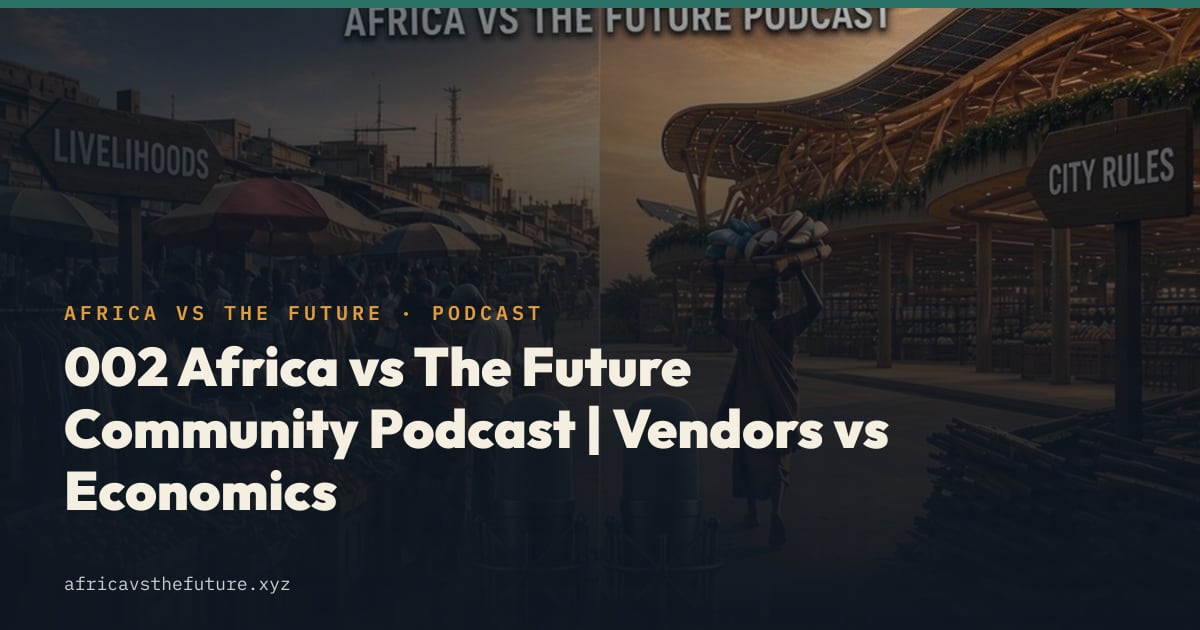 AFRICA VS THE FUTURE PODCAST
LIVELIHOODS
CITY RULES
AFRICA VS THE FUTURE · PODCAST
002 Africa vs The Future
Community Podcast | Vendors vs
Economics
africavsthefuture.xyz